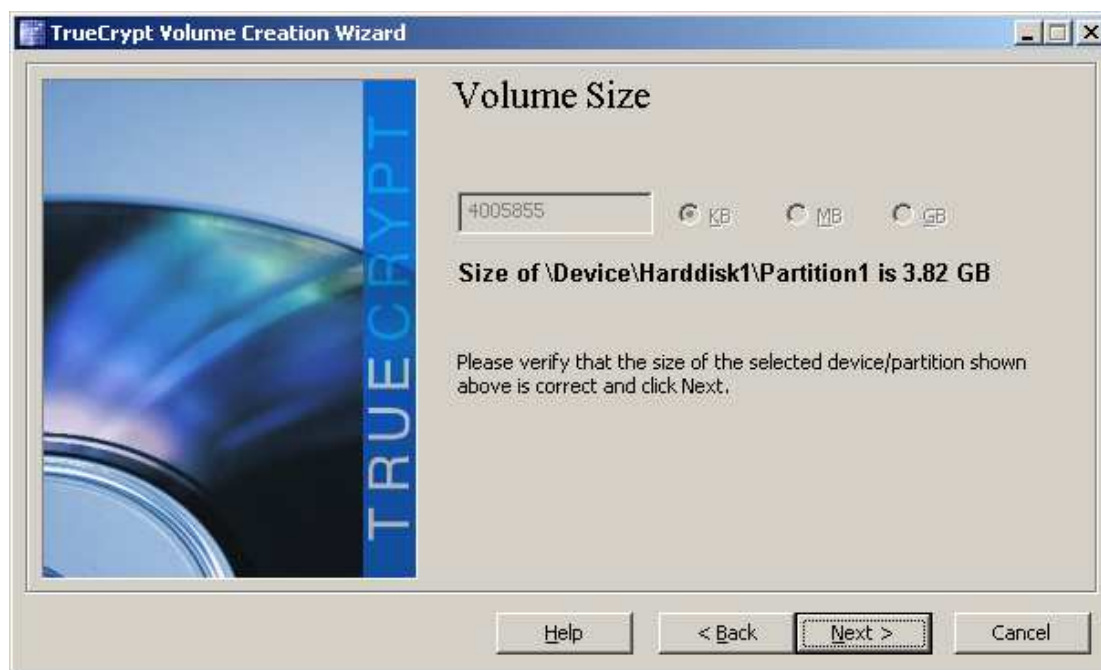 TrueCrypt Volume Creation Wizard
TRUECRYPT
Volume Size
4005855 KB MB GB
Size of \Device\Harddisk1\Partition1 is 3.82 GB
Please verify that the size of the selected device/partition shown
above is correct and click Next.
Help < Back Next > Cancel